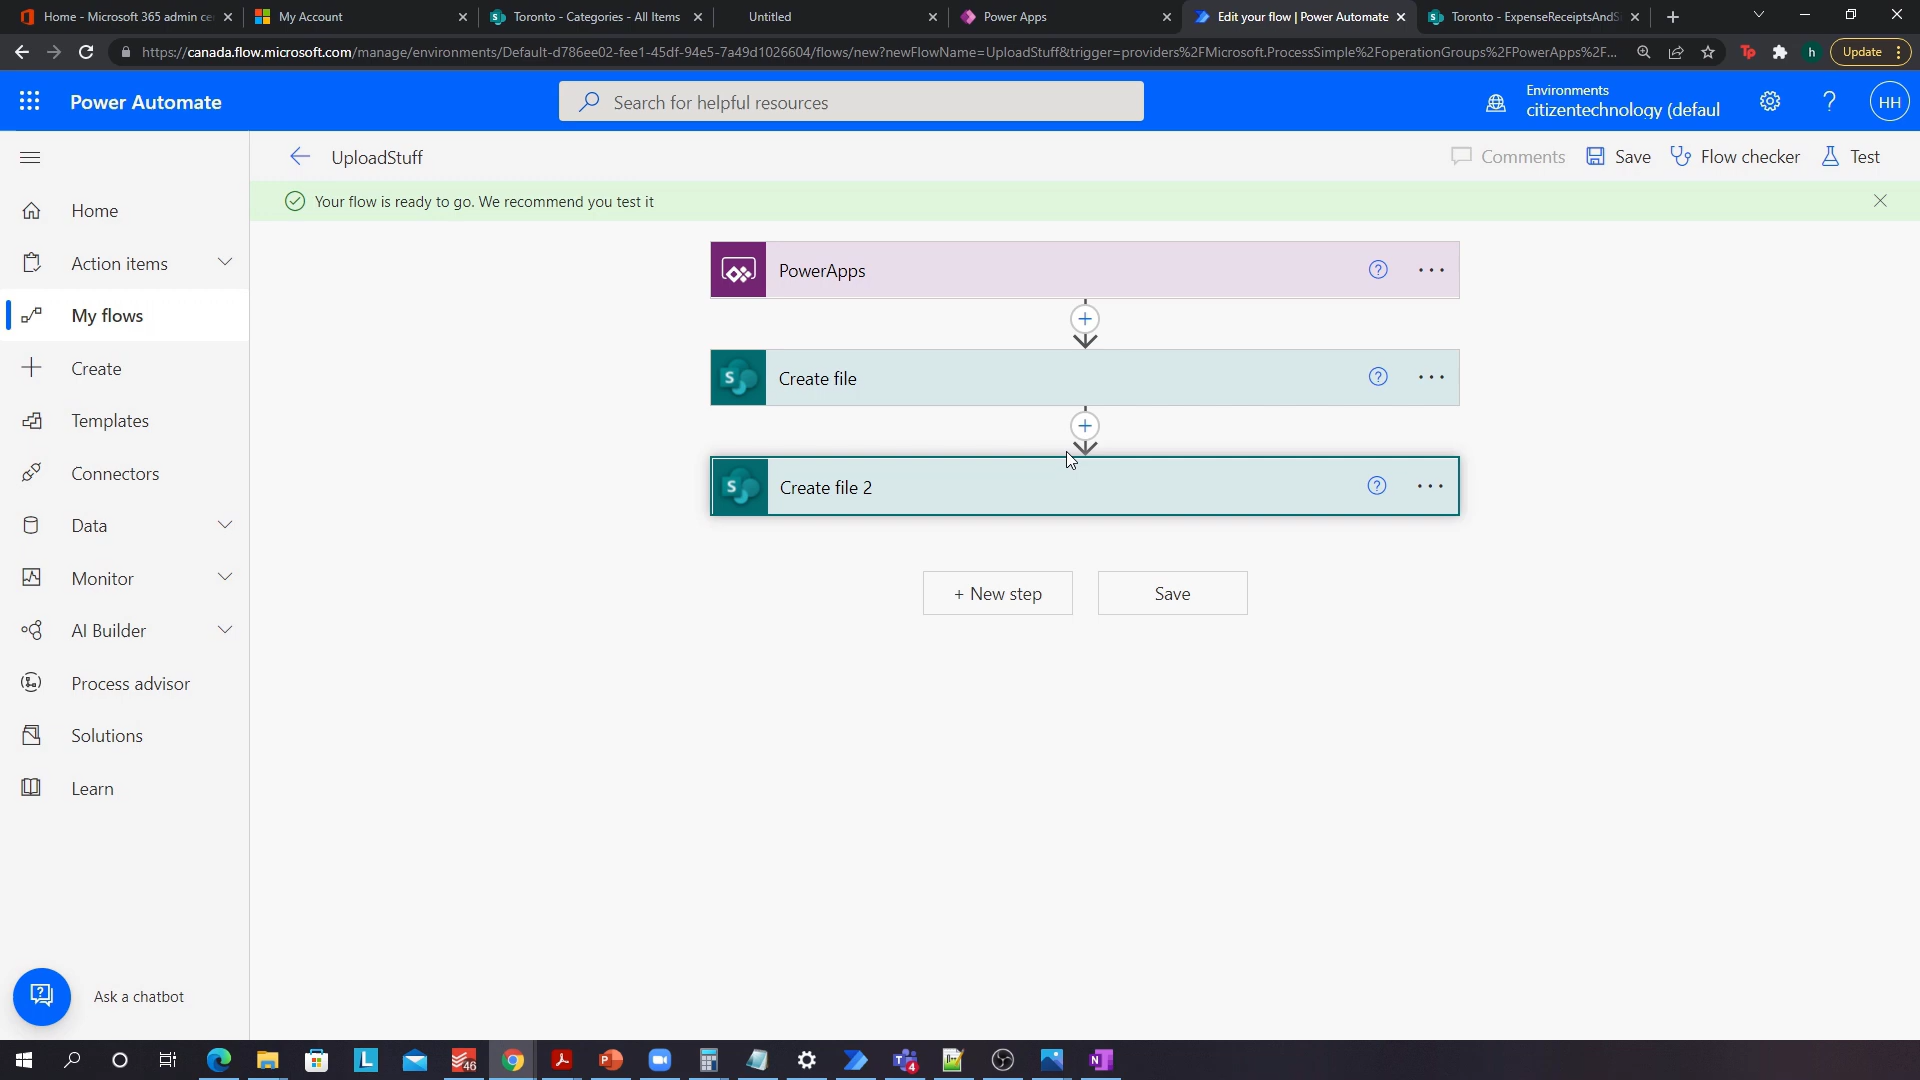 Home - Microsoft 365 admin ce
My Account
Toronto - Categories - All Items
Untitled
Power Apps
Edit your flow | Power Automate
Toronto - ExpenseReceiptsAndS
https://canada.flow.microsoft.com/manage/environments/Default-d786ee02-fee1-45df-94e5-7a49d1026604/flows/new?newFlowName=UploadStuff&trigger=providers%2FMicrosoft.ProcessSimple%2FoperationGroups%2FPowerApps%2F...
Tp
h
Update
Power Automate
Search for helpful resources
Environments
citizentechnology (defaul
HH
UploadStuff
Comments
Save
Flow checker
Test
Your flow is ready to go. We recommend you test it
Home
Action items
My flows
Create
Templates
Connectors
Data
Monitor
AI Builder
Process advisor
Solutions
Learn
Ask a chatbot
PowerApps
S
Create file
S
Create file 2
+ New step
Save
L
46
P
T
4
N